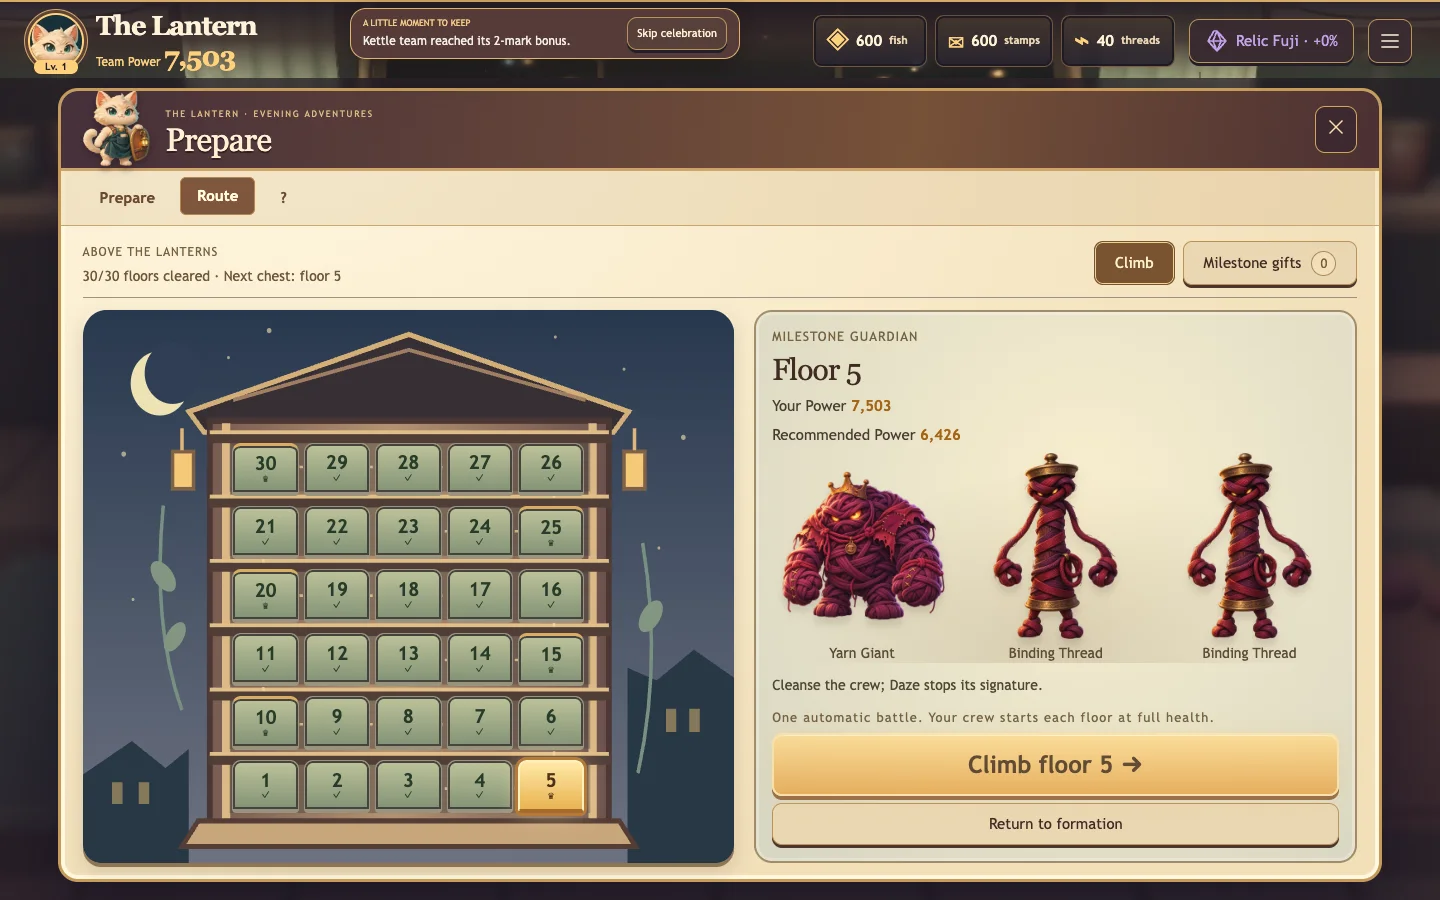 The Lantern
Lv. 1
Team Power 7,503
A LITTLE MOMENT TO KEEP
Kettle team reached its 2-mark bonus.
Skip celebration
600 fish
600 stamps
40 threads
Relic Fuji · +0%
THE LANTERN · EVENING ADVENTURES
Prepare
Prepare
Route
?
ABOVE THE LANTERNS
30/30 floors cleared · Next chest: floor 5
Climb
Milestone gifts 0
30 29 28 27 26
21 22 23 24 25
20 19 18 17 16
11 12 13 14 15
10 9 8 7 6
1 2 3 4 5
MILESTONE GUARDIAN
Floor 5
Your Power 7,503
Recommended Power 6,426
Yarn Giant
Binding Thread
Binding Thread
Cleanse the crew; Daze stops its signature.
One automatic battle. Your crew starts each floor at full health.
Climb floor 5 →
Return to formation